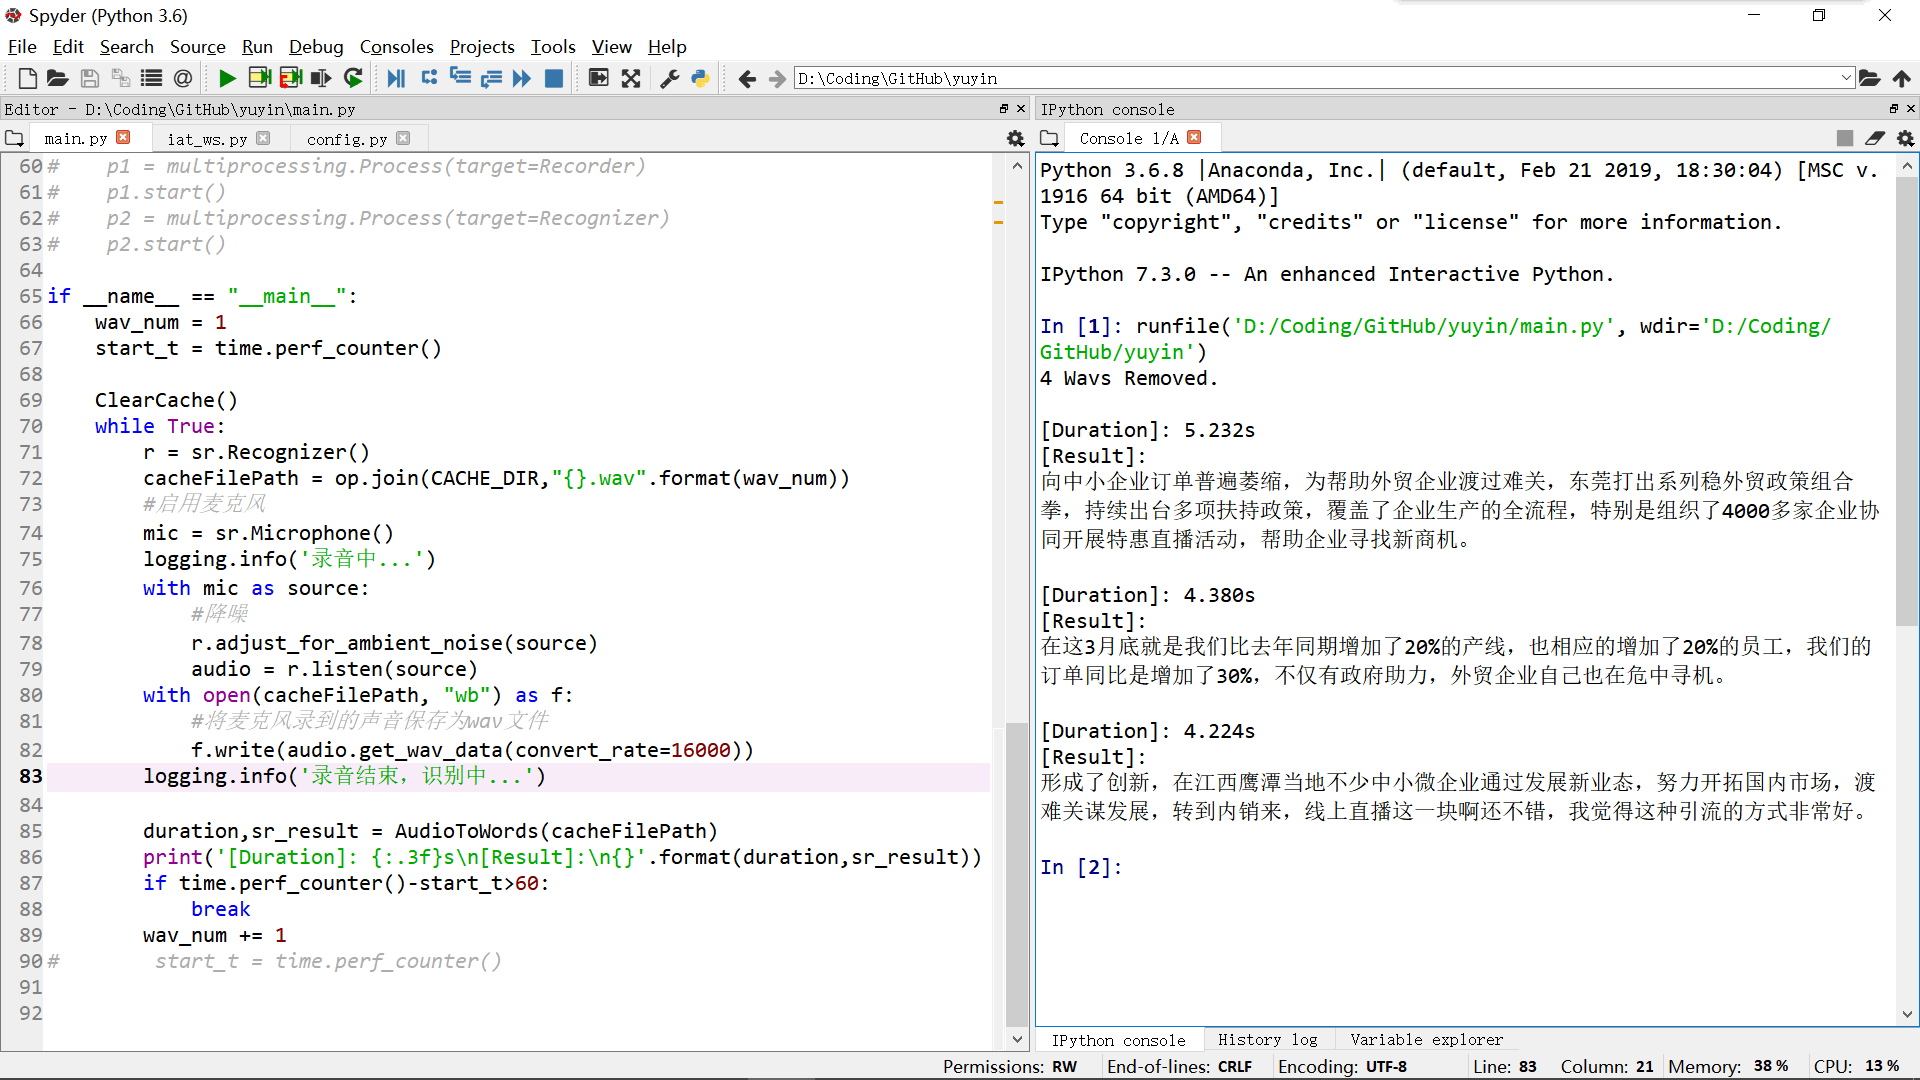 Spyder (Python 3.6)
File Edit Search Source Run Debug Consoles Projects Tools View Help
D:\Coding\GitHub\yuyin
Editor - D:\Coding\GitHub\yuyin\main.py
main.py iat_ws.py config.py
60 # p1 = multiprocessing.Process(target=Recorder)
61 # p1.start()
62 # p2 = multiprocessing.Process(target=Recognizer)
63 # p2.start()
64
65 if __name__ == "__main__":
66 wav_num = 1
67 start_t = time.perf_counter()
68
69 ClearCache()
70 while True:
71 r = sr.Recognizer()
72 cacheFilePath = op.join(CACHE_DIR,"{}.wav".format(wav_num))
73 #启用麦克风
74 mic = sr.Microphone()
75 logging.info('录音中...')
76 with mic as source:
77 #降噪
78 r.adjust_for_ambient_noise(source)
79 audio = r.listen(source)
80 with open(cacheFilePath, "wb") as f:
81 #将麦克风录到的声音保存为wav文件
82 f.write(audio.get_wav_data(convert_rate=16000))
83 logging.info('录音结束，识别中...')
84
85 duration,sr_result = AudioToWords(cacheFilePath)
86 print('[Duration]: {:.3f}s\n[Result]:\n{}'.format(duration,sr_result))
87 if time.perf_counter()-start_t>60:
88 break
89 wav_num += 1
90 # start_t = time.perf_counter()
91
92
IPython console
Console 1/A
Python 3.6.8 |Anaconda, Inc.| (default, Feb 21 2019, 18:30:04) [MSC v.
1916 64 bit (AMD64)]
Type "copyright", "credits" or "license" for more information.
IPython 7.3.0 -- An enhanced Interactive Python.
In [1]: runfile('D:/Coding/GitHub/yuyin/main.py', wdir='D:/Coding/
GitHub/yuyin')
4 Wavs Removed.
[Duration]: 5.232s
[Result]:
向中小企业订单普遍萎缩，为帮助外贸企业渡过难关，东莞打出系列稳外贸政策组合
拳，持续出台多项扶持政策，覆盖了企业生产的全流程，特别是组织了4000多家企业协
同开展特惠直播活动，帮助企业寻找新商机。
[Duration]: 4.380s
[Result]:
在这3月底就是我们比去年同期增加了20%的产线，也相应的增加了20%的员工，我们的
订单同比是增加了30%，不仅有政府助力，外贸企业自己也在危中寻机。
[Duration]: 4.224s
[Result]:
形成了创新，在江西鹰潭当地不少中小微企业通过发展新业态，努力开拓国内市场，渡
难关谋发展，转到内销来，线上直播这一块啊还不错，我觉得这种引流的方式非常好。
In [2]:
IPython console History log Variable explorer
Permissions: RW End-of-lines: CRLF Encoding: UTF-8 Line: 83 Column: 21 Memory: 38 % CPU: 13 %